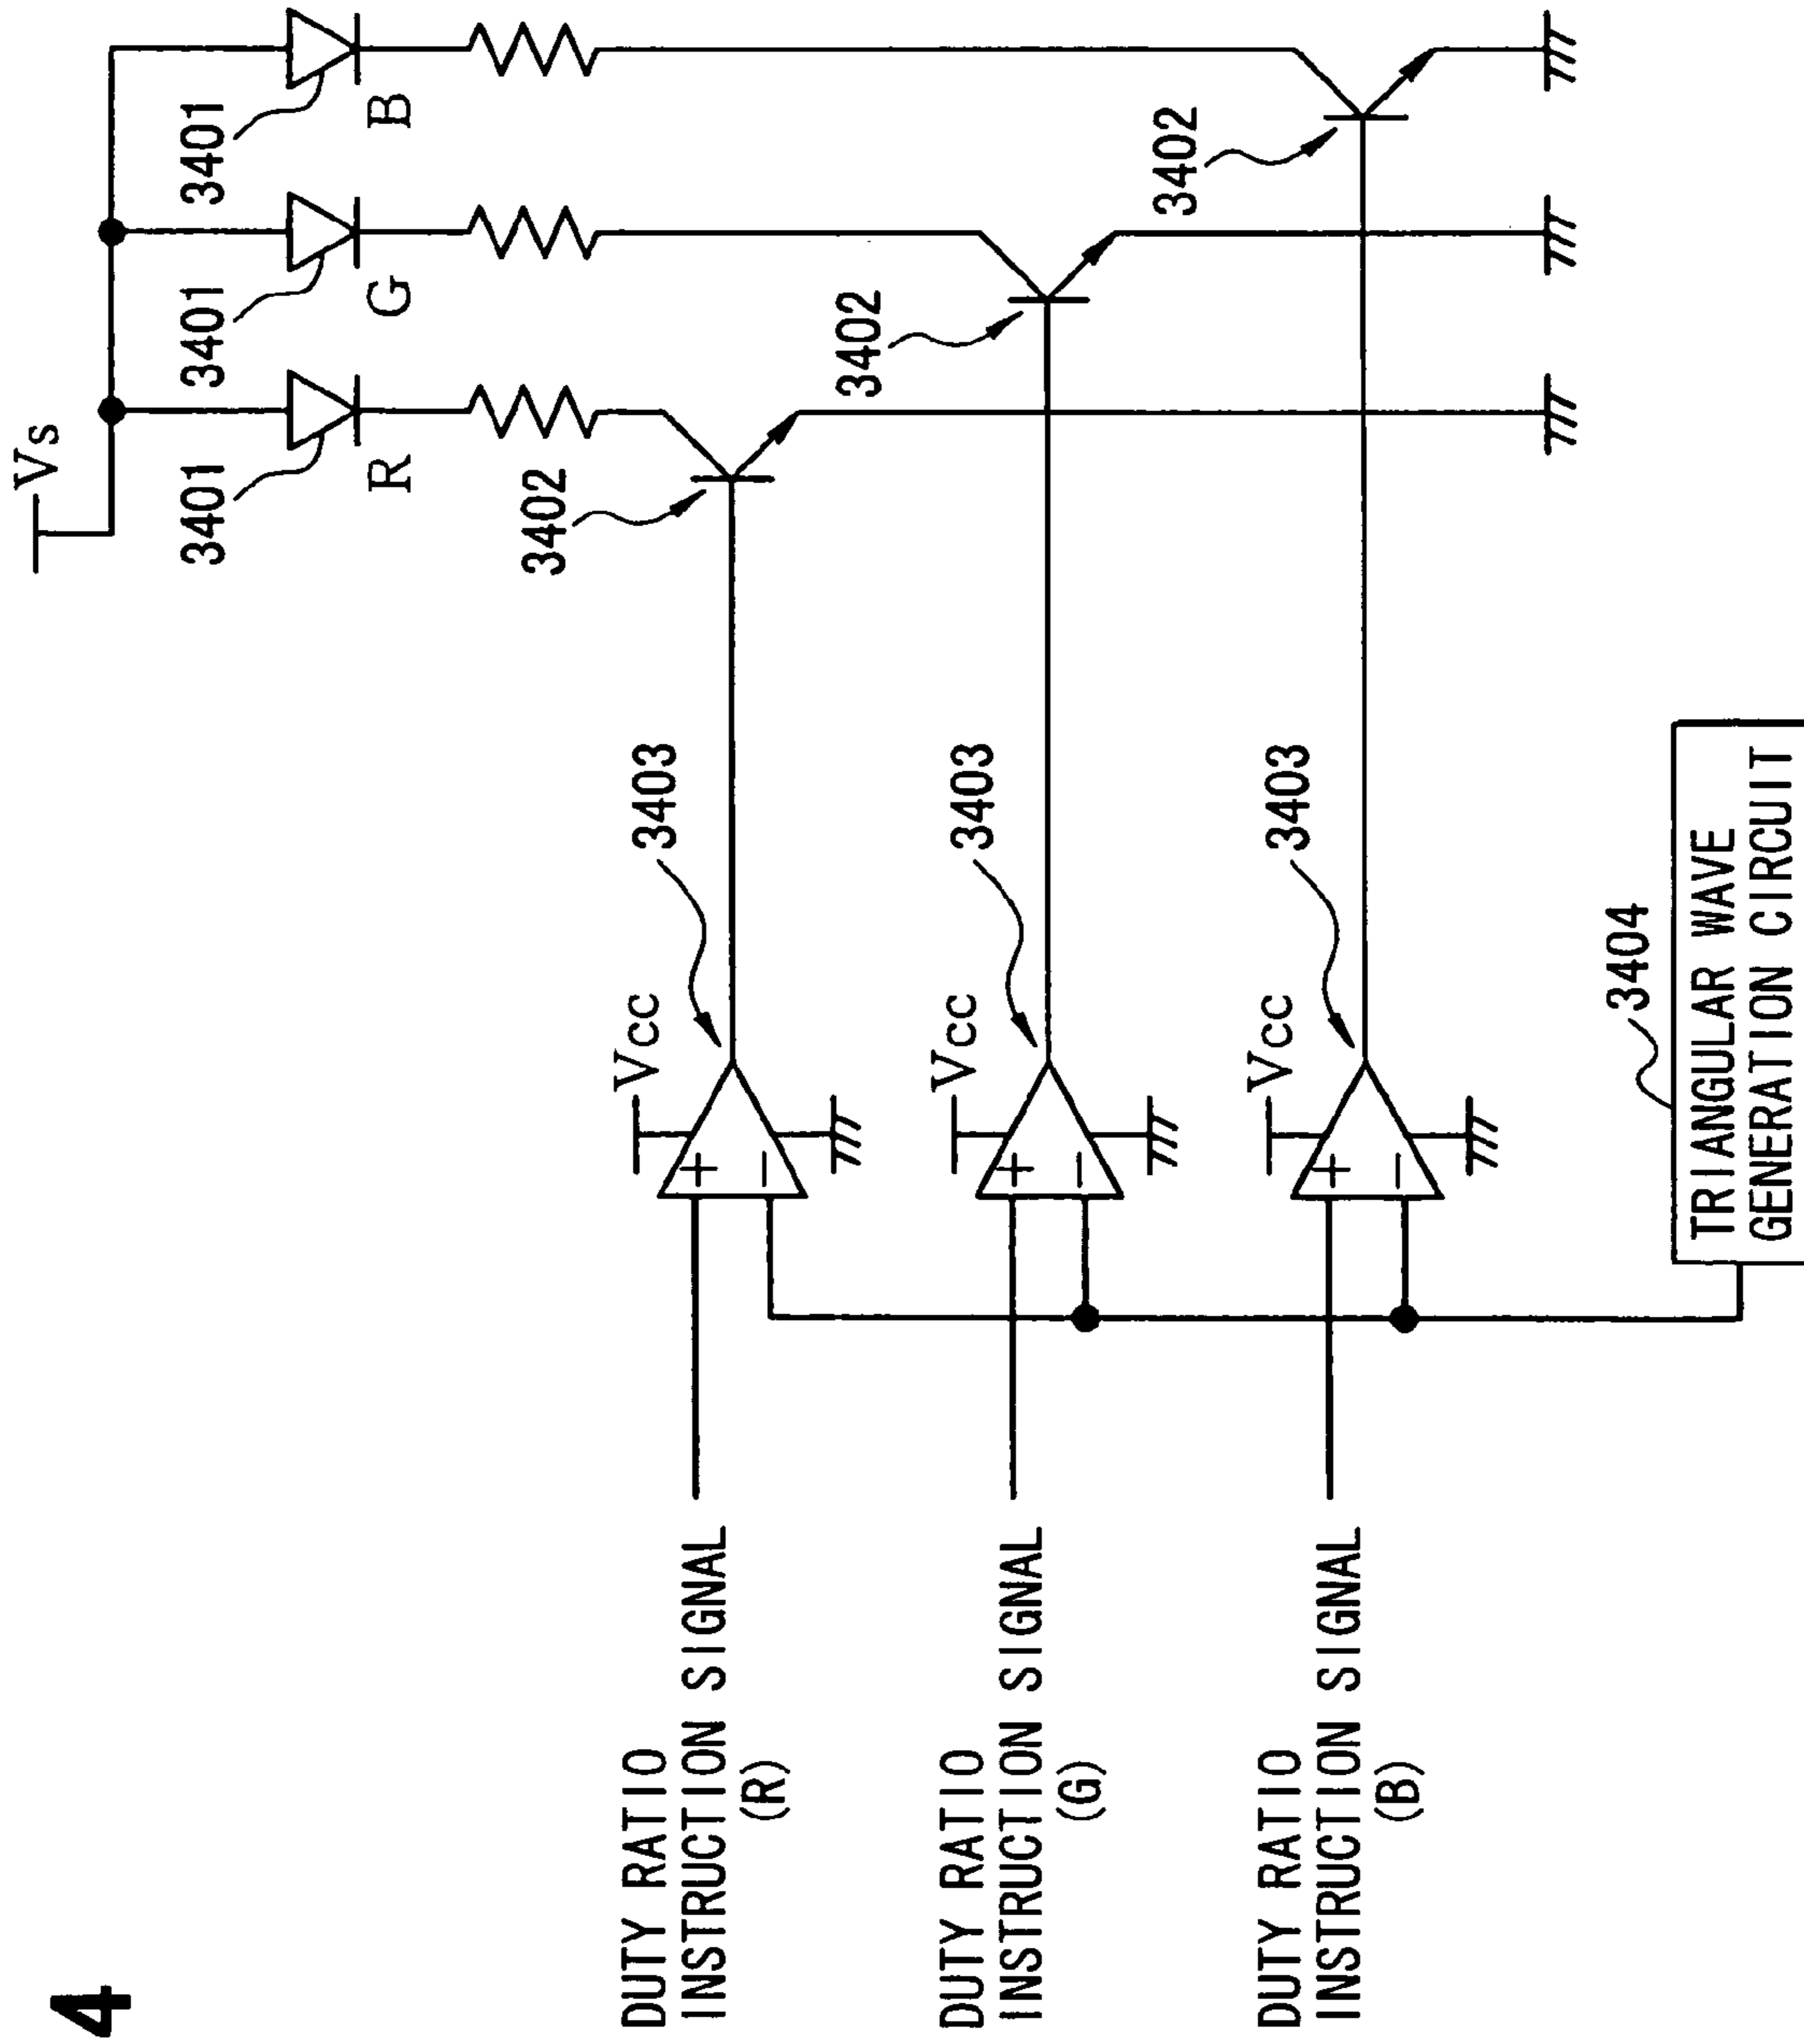 4
Vs
3401
3401
3401
R
G
B
3402
3402
3402
Vcc
3403
+
−
Vcc
3403
+
−
Vcc
3403
+
−
DUTY RATIO
INSTRUCTION SIGNAL
(R)
DUTY RATIO
INSTRUCTION SIGNAL
(G)
DUTY RATIO
INSTRUCTION SIGNAL
(B)
3404
TRIANGULAR WAVE
GENERATION CIRCUIT